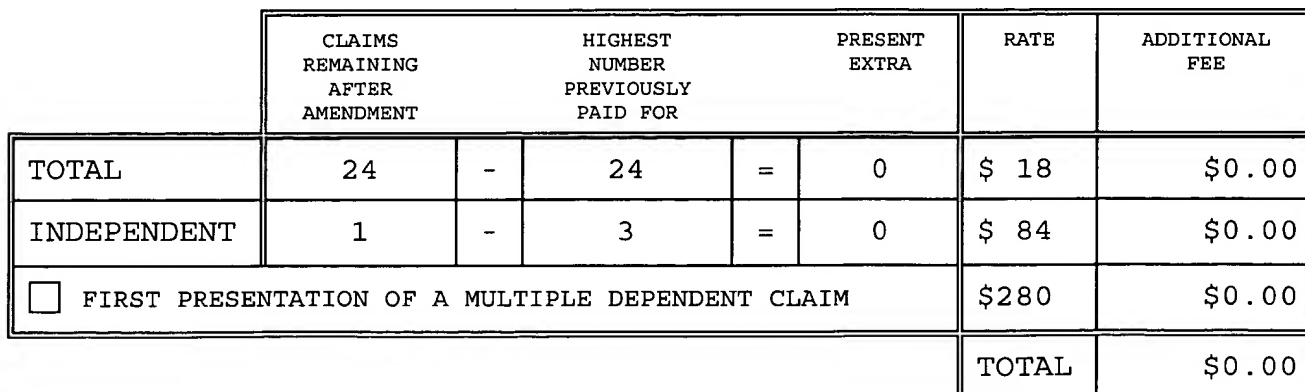 CLAIMS REMAINING AFTER AMENDMENT HIGHEST NUMBER PREVIOUSLY PAID FOR PRESENT EXTRA RATE ADDITIONAL FEE
TOTAL 24 - 24 = 0 $ 18 $0.00
INDEPENDENT 1 - 3 = 0 $ 84 $0.00
FIRST PRESENTATION OF A MULTIPLE DEPENDENT CLAIM $280 $0.00
TOTAL $0.00